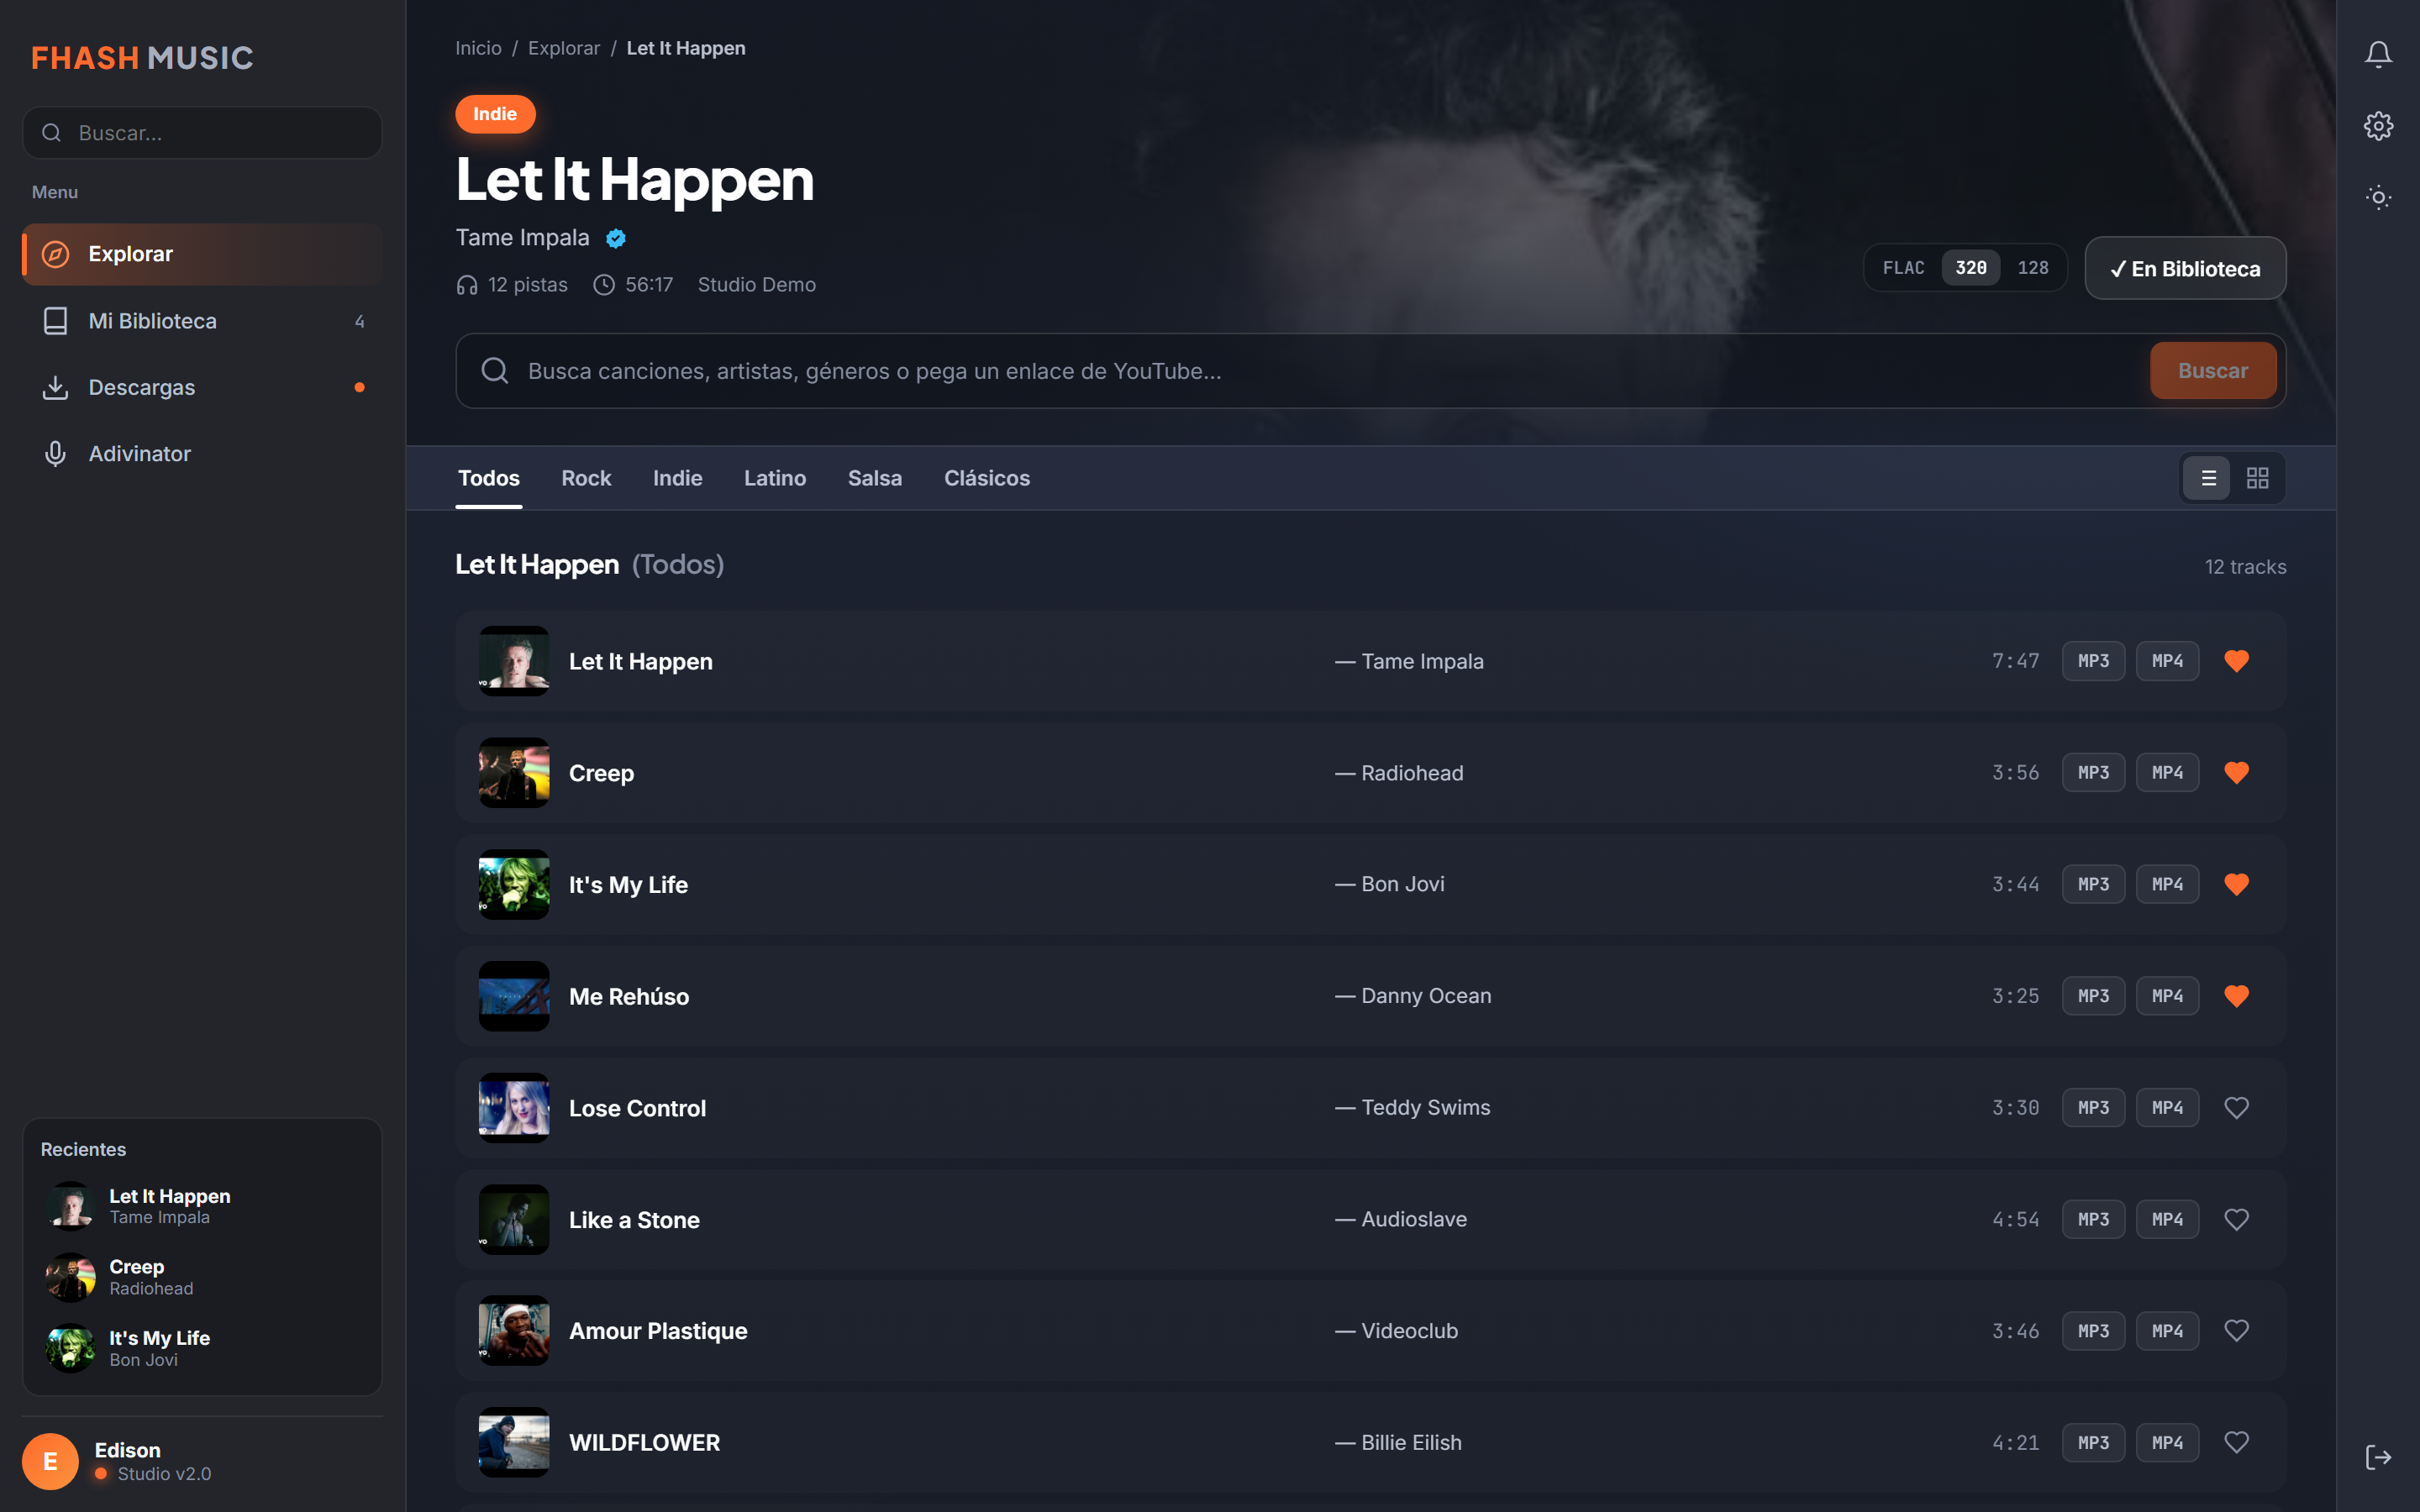 FHASH MUSIC
Buscar...
Menu
Explorar
Mi Biblioteca 4
Descargas
Adivinator
Recientes
Let It Happen
Tame Impala
Creep
Radiohead
It's My Life
Bon Jovi
E
Edison
Studio v2.0
Inicio / Explorar / Let It Happen
Indie
Let It Happen
Tame Impala
12 pistas 56:17 Studio Demo
FLAC 320 128 ✓ En Biblioteca
Busca canciones, artistas, géneros o pega un enlace de YouTube... Buscar
Todos Rock Indie Latino Salsa Clásicos
Let It Happen (Todos) 12 tracks
Let It Happen — Tame Impala 7:47 MP3 MP4
Creep — Radiohead 3:56 MP3 MP4
It's My Life — Bon Jovi 3:44 MP3 MP4
Me Rehúso — Danny Ocean 3:25 MP3 MP4
Lose Control — Teddy Swims 3:30 MP3 MP4
Like a Stone — Audioslave 4:54 MP3 MP4
Amour Plastique — Videoclub 3:46 MP3 MP4
WILDFLOWER — Billie Eilish 4:21 MP3 MP4